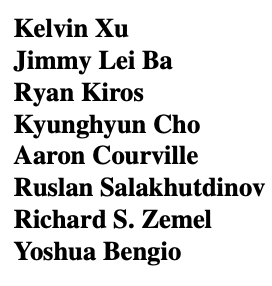 Kelvin Xu
Jimmy Lei Ba
Ryan Kiros
Kyunghyun Cho
Aaron Courville
Ruslan Salakhutdinov
Richard S. Zemel
Yoshua Bengio